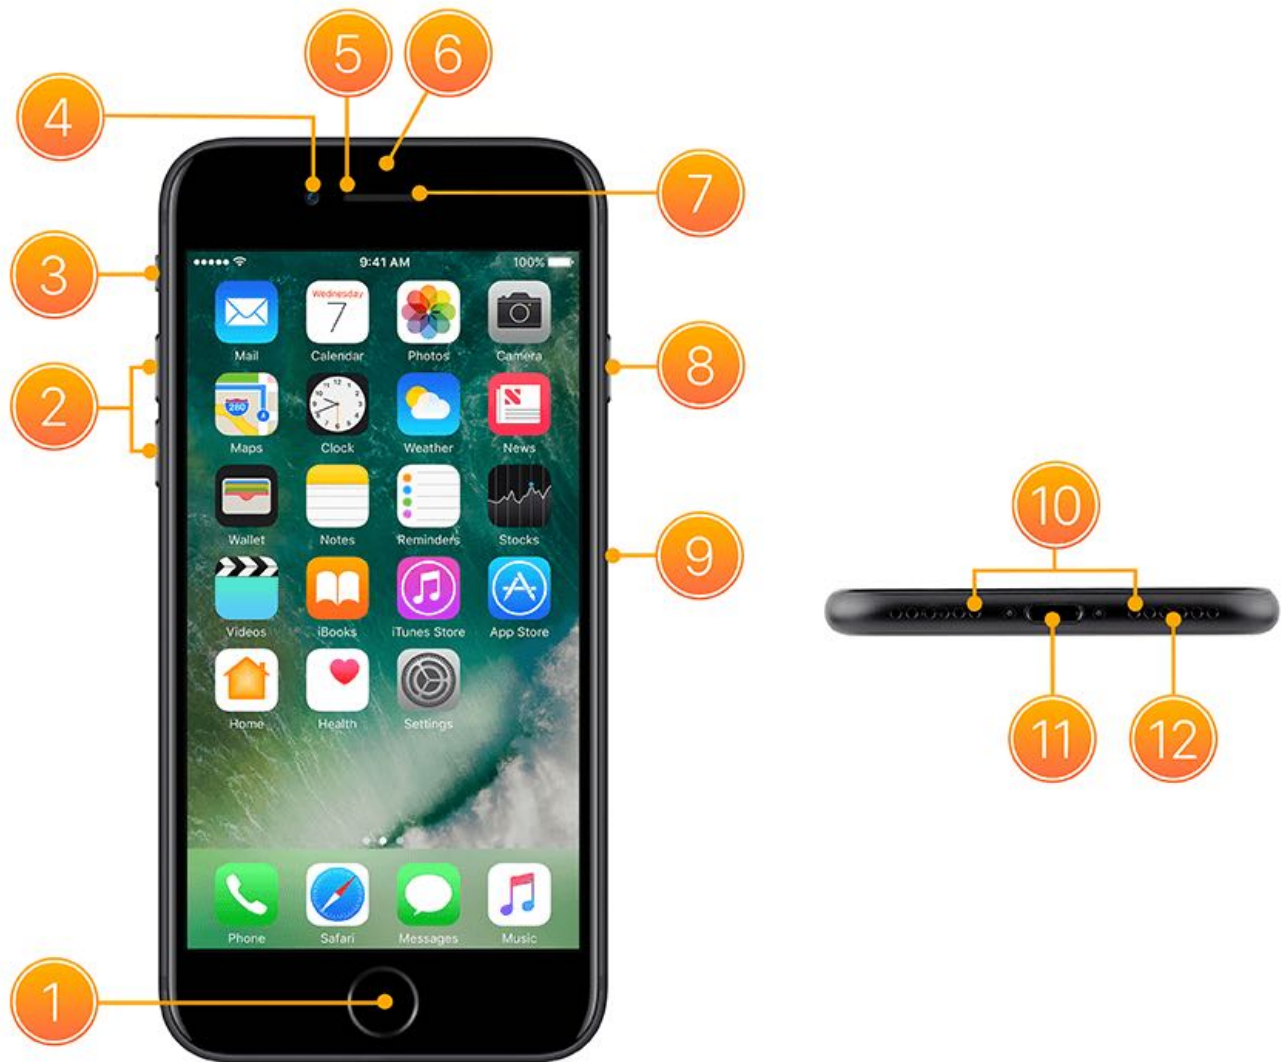 5 6
4
7
3
9:41 AM 100%
Wednesday
7
Mail Calendar Photos Camera
2
8
280
12
Maps Clock Weather News
10
Wallet Notes Reminders Stocks
9
Videos iBooks iTunes Store App Store
11 12
Home Health Settings
Phone Safari Messages Music
1